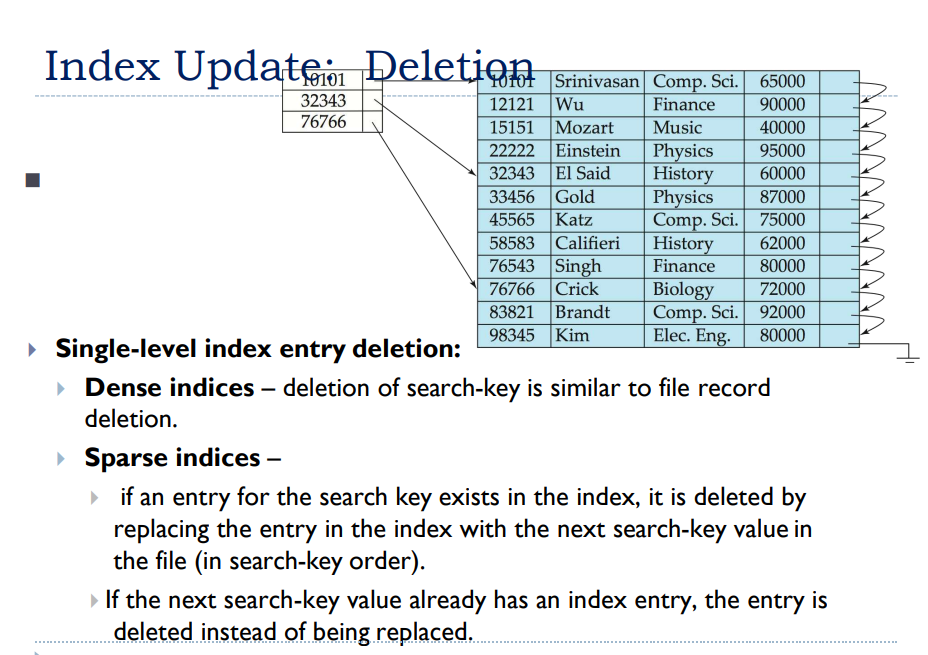 Index Update: Deletion
10101
32343
76766
10101 Srinivasan Comp. Sci. 65000
12121 Wu Finance 90000
15151 Mozart Music 40000
22222 Einstein Physics 95000
32343 El Said History 60000
33456 Gold Physics 87000
45565 Katz Comp. Sci. 75000
58583 Califieri History 62000
76543 Singh Finance 80000
76766 Crick Biology 72000
83821 Brandt Comp. Sci. 92000
98345 Kim Elec. Eng. 80000
Single-level index entry deletion:
Dense indices – deletion of search-key is similar to file record
deletion.
Sparse indices –
if an entry for the search key exists in the index, it is deleted by
replacing the entry in the index with the next search-key value in
the file (in search-key order).
If the next search-key value already has an index entry, the entry is
deleted instead of being replaced.